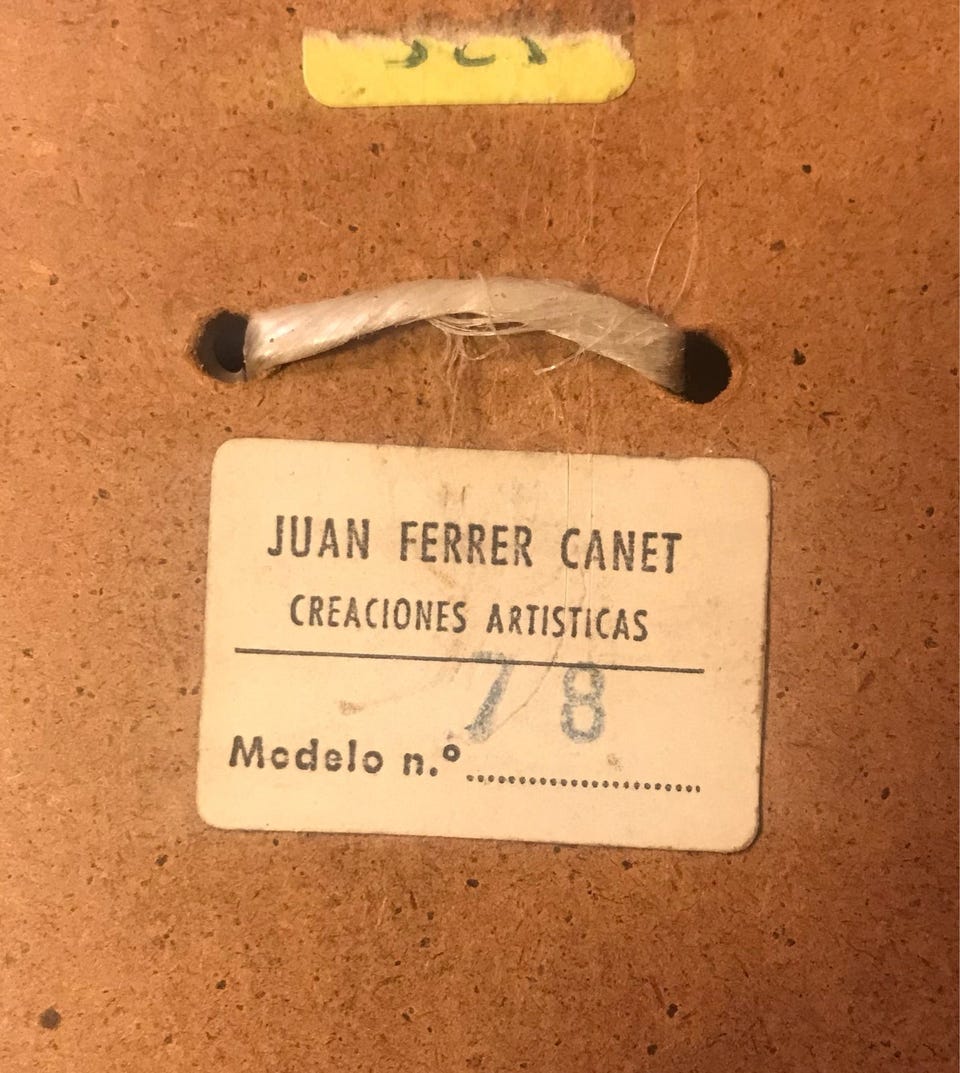 JUAN FERRER CANET
CREACIONES ARTISTICAS
78
Modelo n.º